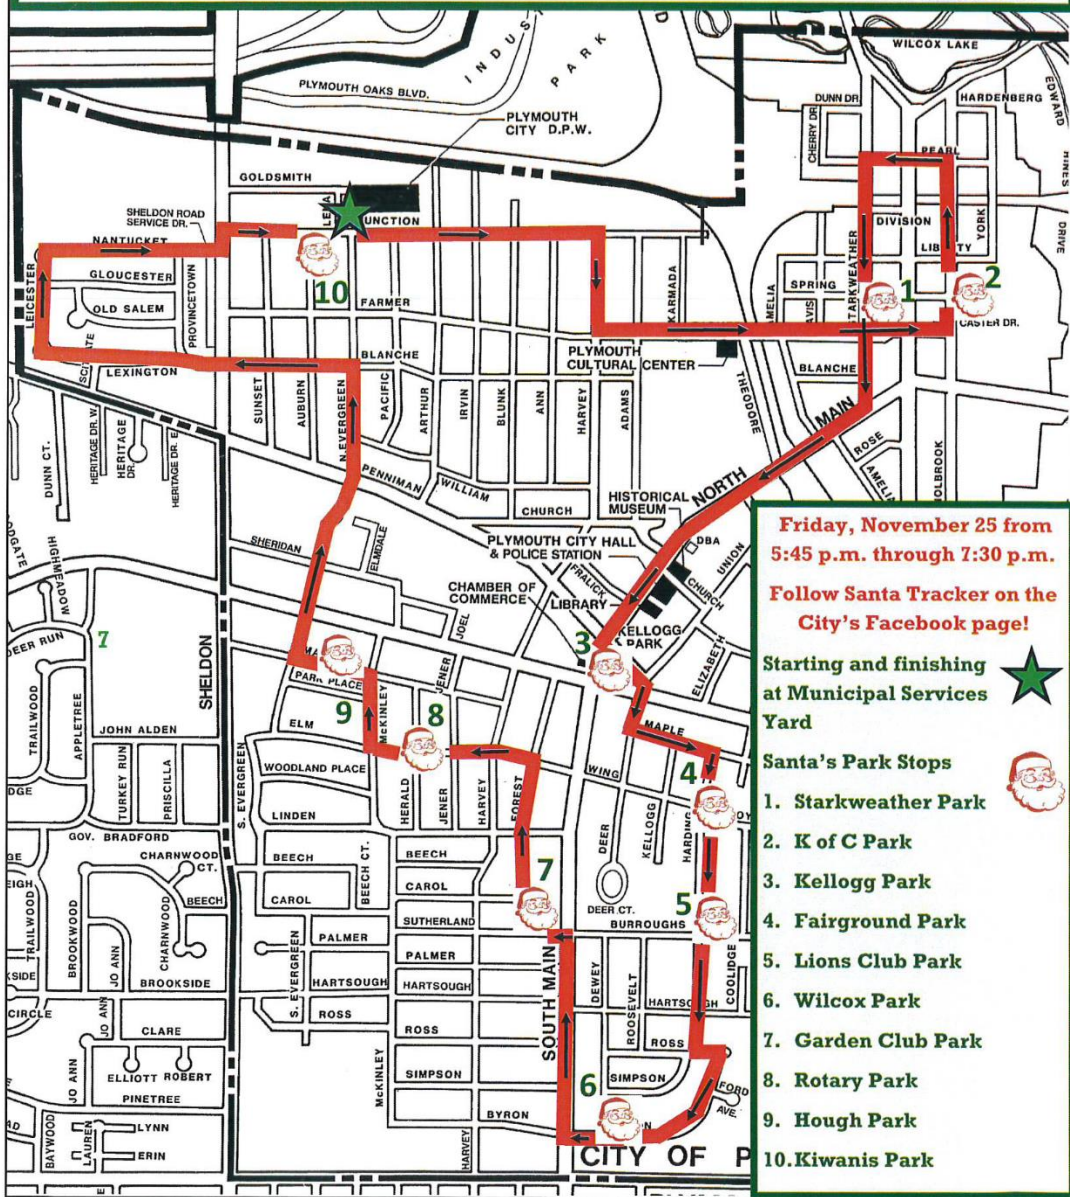 WILCOX LAKE
INDUST
PARK
D
PLYMOUTH OAKS BLVD.
DUNN DR.
HARDENBERG
EDWARD
HINES
DRIVE
PLYMOUTH
CITY D.P.W.
CHERRY DR.
PEARL
GOLDSMITH
LENA
SHELDON ROAD
SERVICE DR.
UNCTION
DIVISION
YORK
NANTUCKET
LIBERTY
STARKWEATHER
LEICESTER
GLOUCESTER
PROVINCETOWN
SPRING
1
2
10
OLD SALEM
FARMER
KARMADA
AMELIA
AVIS
CASTER DR.
PLYMOUTH
CULTURAL CENTER
BLANCHE
BLANCHE
LEXINGTON
SUNSET
AUBURN
N. EVERGREEN
PACIFIC
ARTHUR
IRVIN
BLUNK
ANN
HARVEY
ADAMS
THEODORE
NORTH
MAIN
ROSE
AMELIA
HOLBROOK
DUNN CT.
HERITAGE DR. W.
HERITAGE
DR.
HERITAGE DR. E
PENNIMAN
WILLIAM
CHURCH
HISTORICAL
MUSEUM
PLYMOUTH CITY HALL
& POLICE STATION
DBA
UNION
FRALICK
CHURCH
SHERIDAN
ELMDALE
CHAMBER OF
COMMERCE
LIBRARY
KELLOGG
PARK
3
ELIZABETH
HIGHMEADOW
DEER RUN
7
JOEL
SHELDON
PARK PLACE
JENER
9
McKINLEY
8
ELM
MAPLE
4
TRAILWOOD
APPLETREE
JOHN ALDEN
TURKEY RUN
PRISCILLA
WOODLAND PLACE
WING
S. EVERGREEN
HERALD
JENER
HARVEY
FOREST
DEER
KELLOGG
HARDING
LINDEN
GOV. BRADFORD
CHARNWOOD
CT.
BEECH
BEECH CT.
BEECH
CAROL
CAROL
7
DEER CT.
5
BEECH
TRAILWOOD
BROOKWOOD
JO ANN
CHARNWOOD
SUTHERLAND
BURROUGHS
PALMER
PALMER
BROOKSIDE
S. EVERGREEN
HARTSOUGH
HARTSOUGH
DEWEY
ROOSEVELT
HARTSOUGH
COOLIDGE
CIRCLE
JO ANN
CLARE
ROSS
ROSS
SOUTH MAIN
ROSS
ELLIOTT
ROBERT
JO ANN
PINETREE
McKINLEY
SIMPSON
6
SIMPSON
FORD
AVE.
BYRON
BAYWOOD
LAUREN
LYNN
ERIN
HARVEY
CITY OF P
Friday, November 25 from
5:45 p.m. through 7:30 p.m.
Follow Santa Tracker on the
City's Facebook page!
Starting and finishing
at Municipal Services
Yard
Santa's Park Stops
1. Starkweather Park
2. K of C Park
3. Kellogg Park
4. Fairground Park
5. Lions Club Park
6. Wilcox Park
7. Garden Club Park
8. Rotary Park
9. Hough Park
10. Kiwanis Park